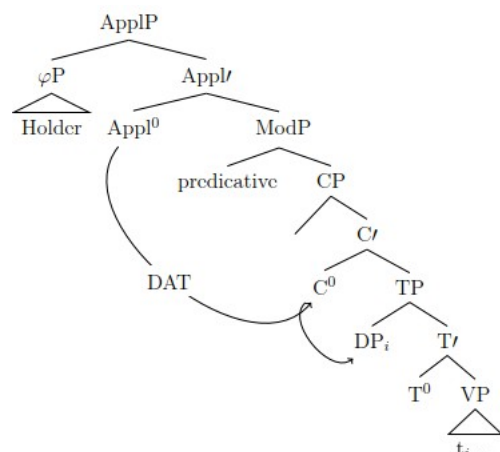 ApplP
φP Appl′
Holder Appl⁰ ModP
predicative CP
C′
DAT C⁰ TP
DPᵢ T′
T⁰ VP
tᵢ